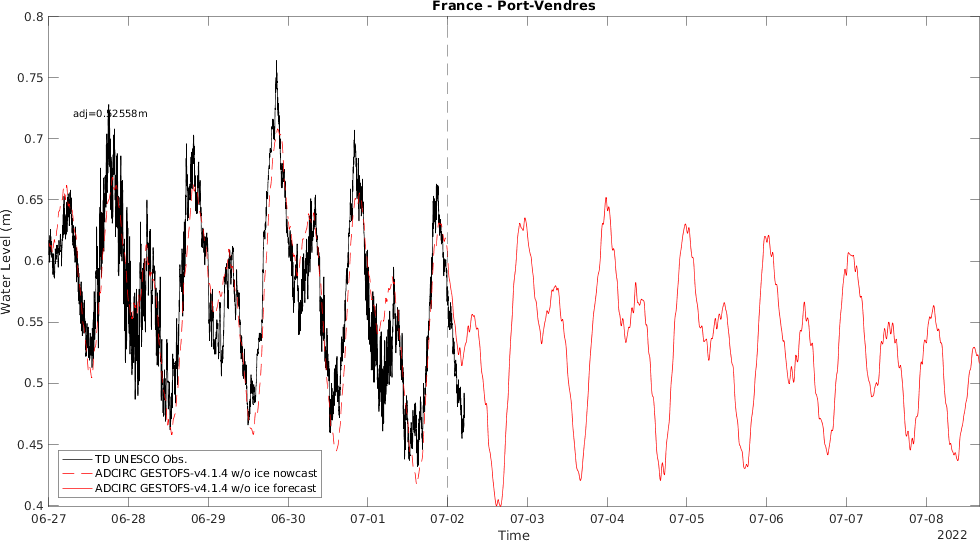 France - Port-Vendres
0.8
0.75
0.7
0.65
0.6
0.55
0.5
0.45
0.4
Water Level (m)
adj=0.52558m
TD UNESCO Obs.
ADCIRC GESTOFS-v4.1.4 w/o ice nowcast
ADCIRC GESTOFS-v4.1.4 w/o ice forecast
06-27 06-28 06-29 06-30 07-01 07-02 07-03 07-04 07-05 07-06 07-07 07-08
Time
2022